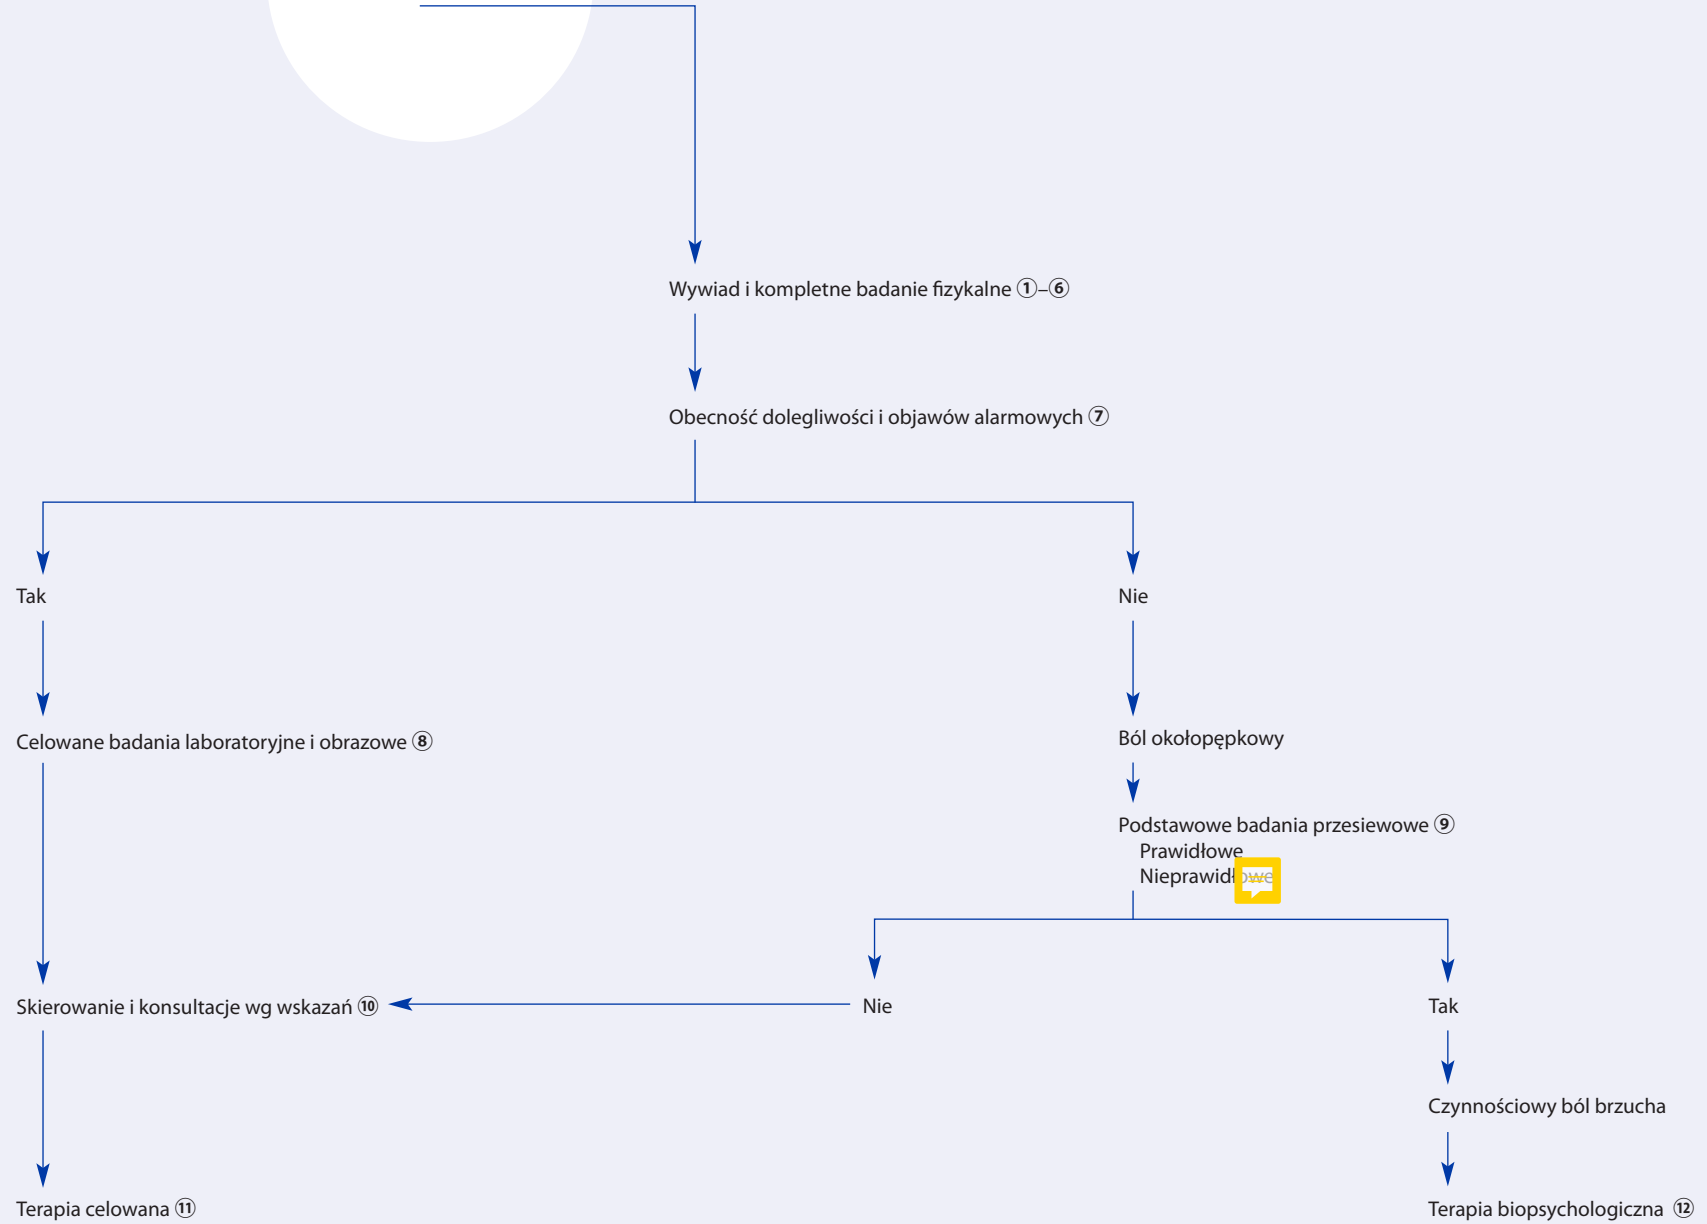 Wywiad i kompletne badanie fizykalne ①–⑥
Obecność dolegliwości i objawów alarmowych ⑦
Tak
Nie
Celowane badania laboratoryjne i obrazowe ⑧
Ból okołopępkowy
Podstawowe badania przesiewowe ⑨
Prawidłowe
Nieprawidłowe
Skierowanie i konsultacje wg wskazań ⑩
Nie
Tak
Czynnościowy ból brzucha
Terapia celowana ⑪
Terapia biopsychologiczna ⑫